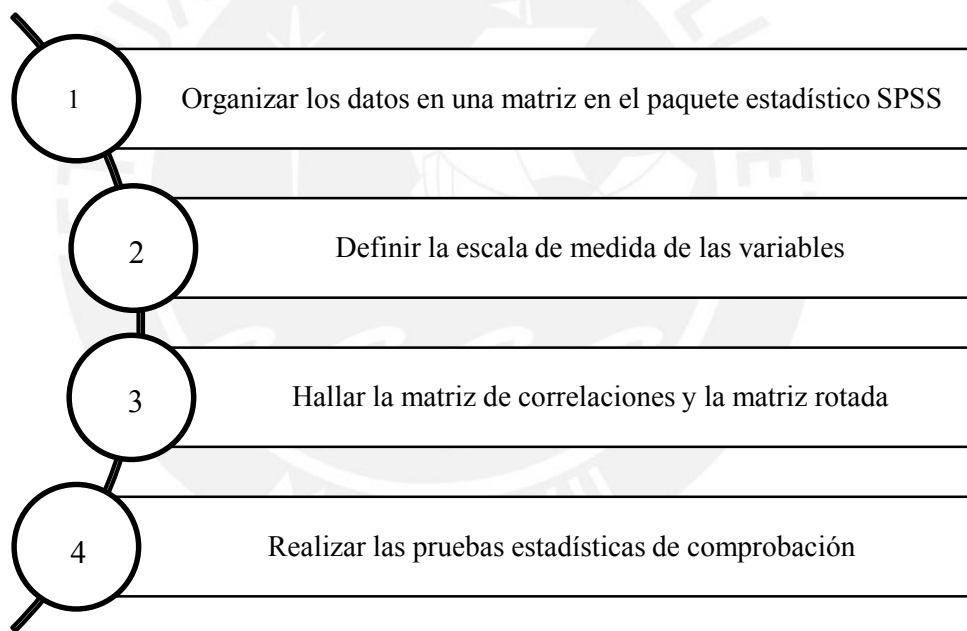 1
Organizar los datos en una matriz en el paquete estadístico SPSS
2
Definir la escala de medida de las variables
3
Hallar la matriz de correlaciones y la matriz rotada
4
Realizar las pruebas estadísticas de comprobación